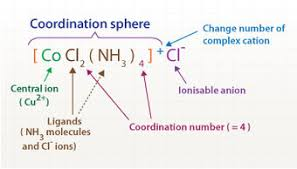 Coordination sphere
Change number of
complex cation
[ Co Cl₂ ( NH₃ )₄ ]⁺ Cl⁻
Central ion
( Cu²⁺ )
Ionisable anion
Ligands
( NH₃ molecules
and Cl⁻ ions )
Coordination number ( = 4 )